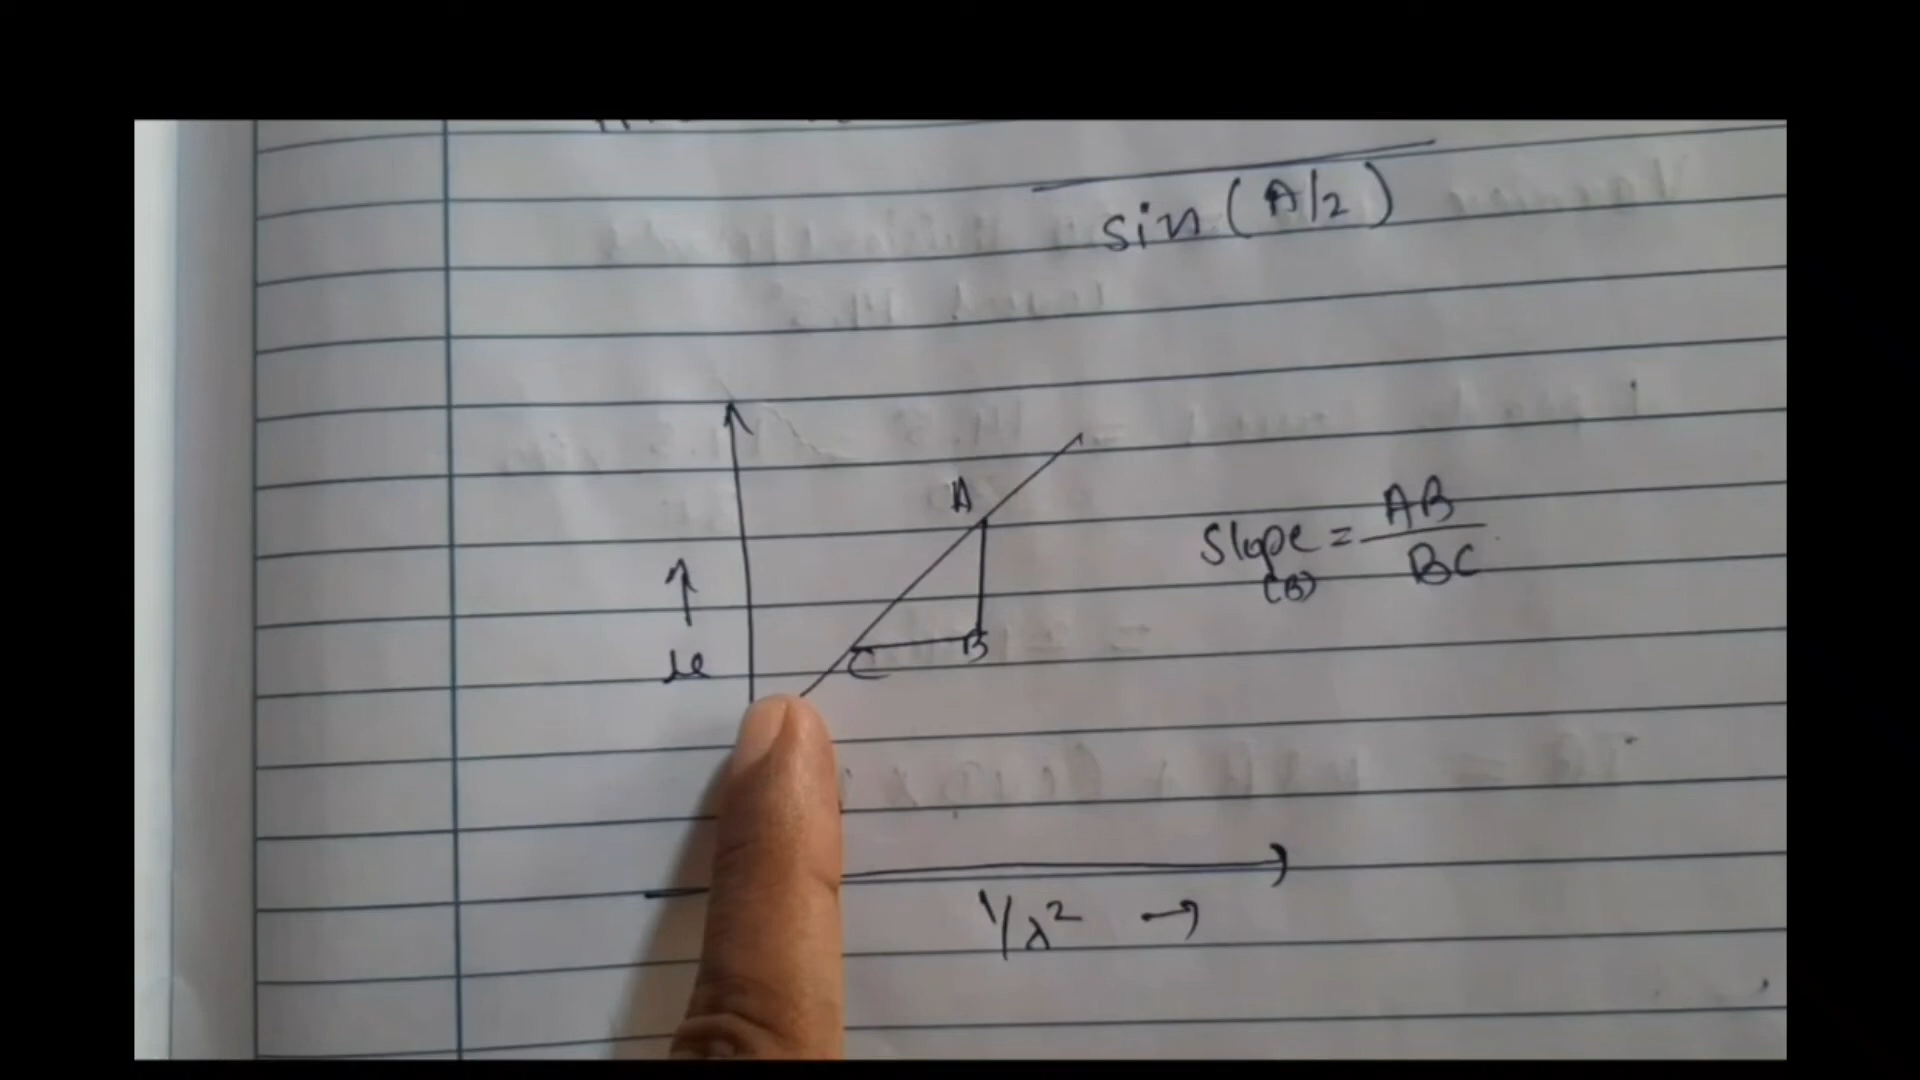 sin(A/2)
A
Slope = AB/BC
(B)
↑
μ
C B
1/λ² →